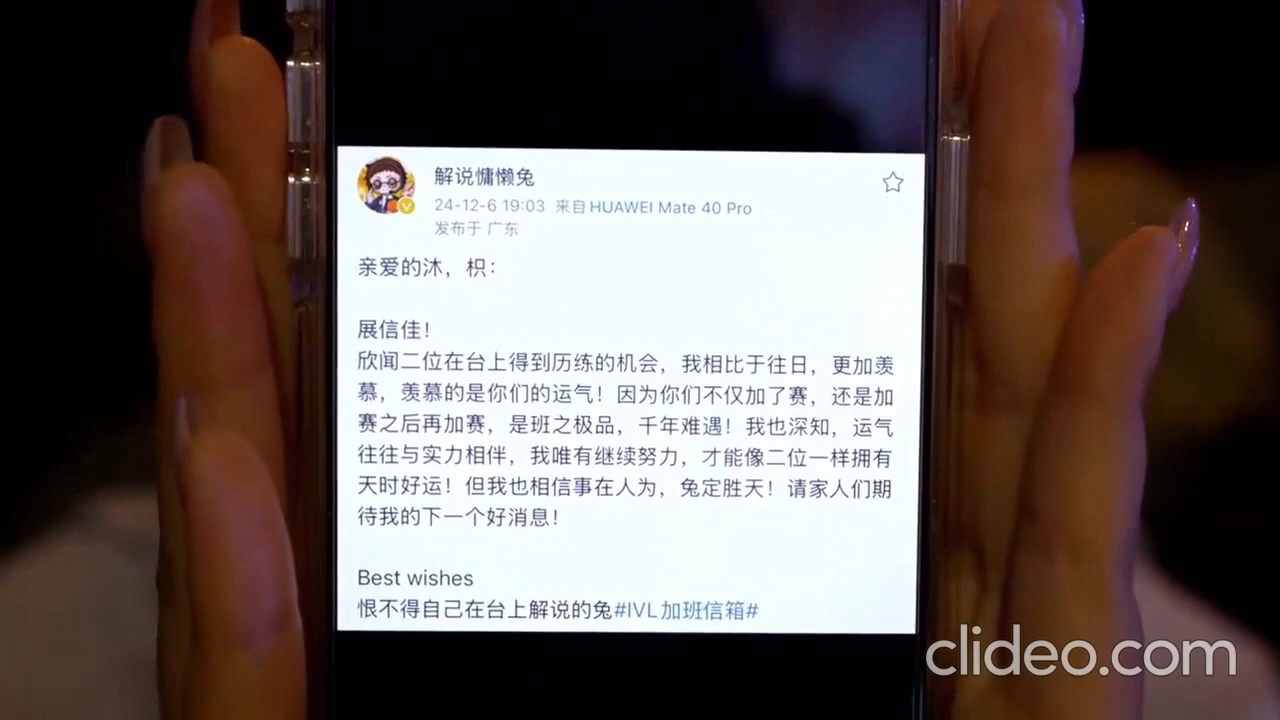 解说慵懒兔
24-12-6 19:03 来自HUAWEI Mate 40 Pro
发布于 广东
亲爱的沐，枳：
展信佳！
欣闻二位在台上得到历练的机会，我相比于往日，更加羡
慕，羡慕的是你们的运气！因为你们不仅加了赛，还是加
赛之后再加赛，是班之极品，千年难遇！我也深知，运气
往往与实力相伴，我唯有继续努力，才能像二位一样拥有
天时好运！但我也相信事在人为，兔定胜天！请家人们期
待我的下一个好消息！
Best wishes
恨不得自己在台上解说的兔#IVL加班信箱#
clideo.com